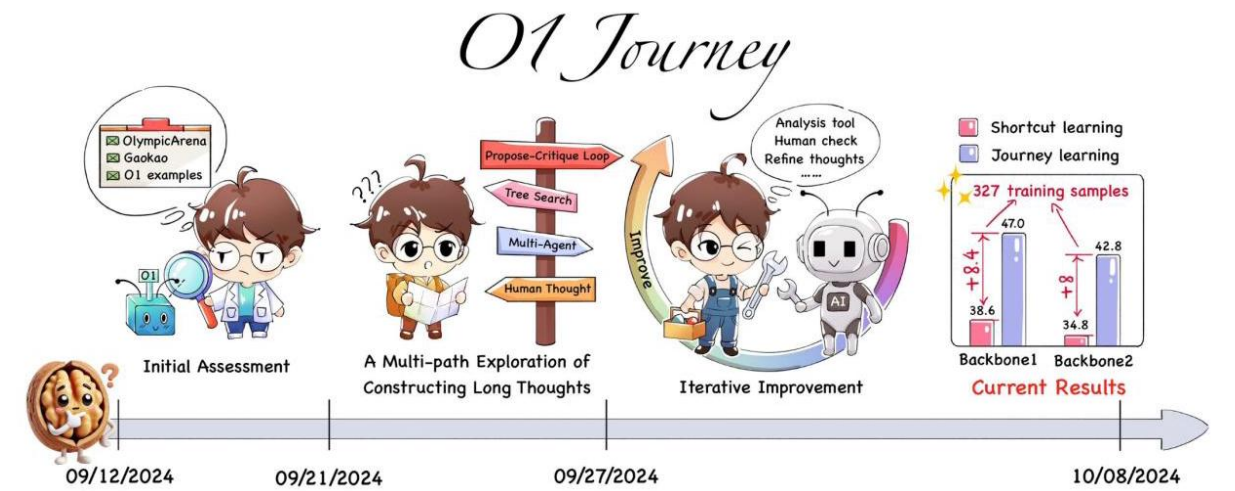 O1 Journey
OlympicArena
Gaokao
O1 examples
O1
Initial Assessment
???
Propose-Critique Loop
Tree Search
Multi-Agent
Human Thought
A Multi-path Exploration of
Constructing Long Thoughts
Analysis tool
Human check
Refine thoughts
......
Improve
AI
Iterative Improvement
Shortcut learning
Journey learning
327 training samples
47.0
42.8
+8.4
+8
38.6
34.8
Backbone1
Backbone2
Current Results
?
09/12/2024
09/21/2024
09/27/2024
10/08/2024